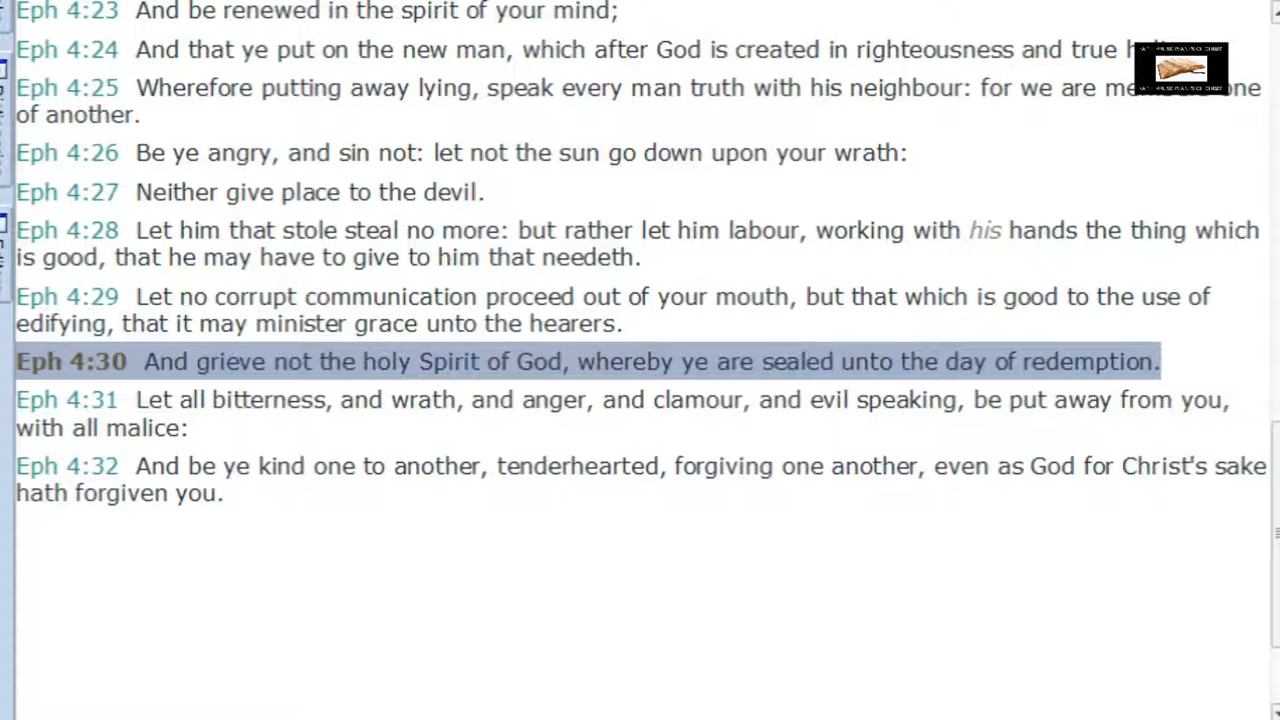 Eph 4:23 And be renewed in the spirit of your mind;
Eph 4:24 And that ye put on the new man, which after God is created in righteousness and true
Eph 4:25 Wherefore putting away lying, speak every man truth with his neighbour: for we are one
of another.
Eph 4:26 Be ye angry, and sin not: let not the sun go down upon your wrath:
Eph 4:27 Neither give place to the devil.
Eph 4:28 Let him that stole steal no more: but rather let him labour, working with his hands the thing which
is good, that he may have to give to him that needeth.
Eph 4:29 Let no corrupt communication proceed out of your mouth, but that which is good to the use of
edifying, that it may minister grace unto the hearers.
Eph 4:30 And grieve not the holy Spirit of God, whereby ye are sealed unto the day of redemption.
Eph 4:31 Let all bitterness, and wrath, and anger, and clamour, and evil speaking, be put away from you,
with all malice:
Eph 4:32 And be ye kind one to another, tenderhearted, forgiving one another, even as God for Christ's sake
hath forgiven you.